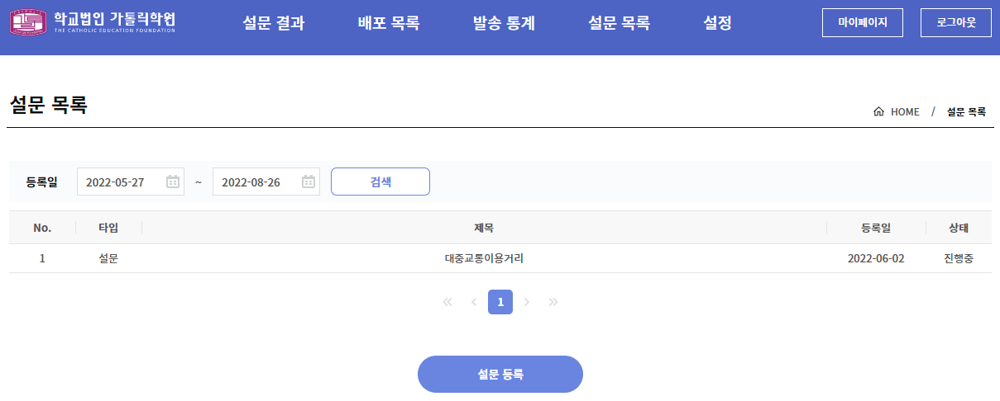 학교법인 가톨릭학원
THE CATHOLIC EDUCATION FOUNDATION
설문 결과 배포 목록 발송 통계 설문 목록 설정 마이페이지 로그아웃
설문 목록
HOME / 설문 목록
등록일 2022-05-27 ~ 2022-08-26 검색
No. 타입 제목 등록일 상태
1 설문 대중교통이용거리 2022-06-02 진행중
« ‹ 1 › »
설문 등록